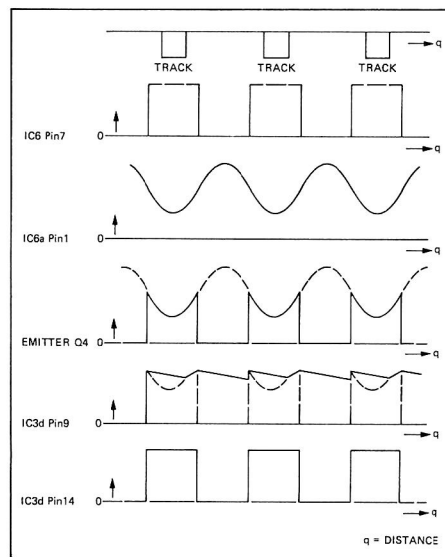 q
TRACK TRACK TRACK
IC6 Pin7 0 q
IC6a Pin1 0 q
EMITTER Q4 0 q
IC3d Pin9 0 q
IC3d Pin14 0 q
q = DISTANCE